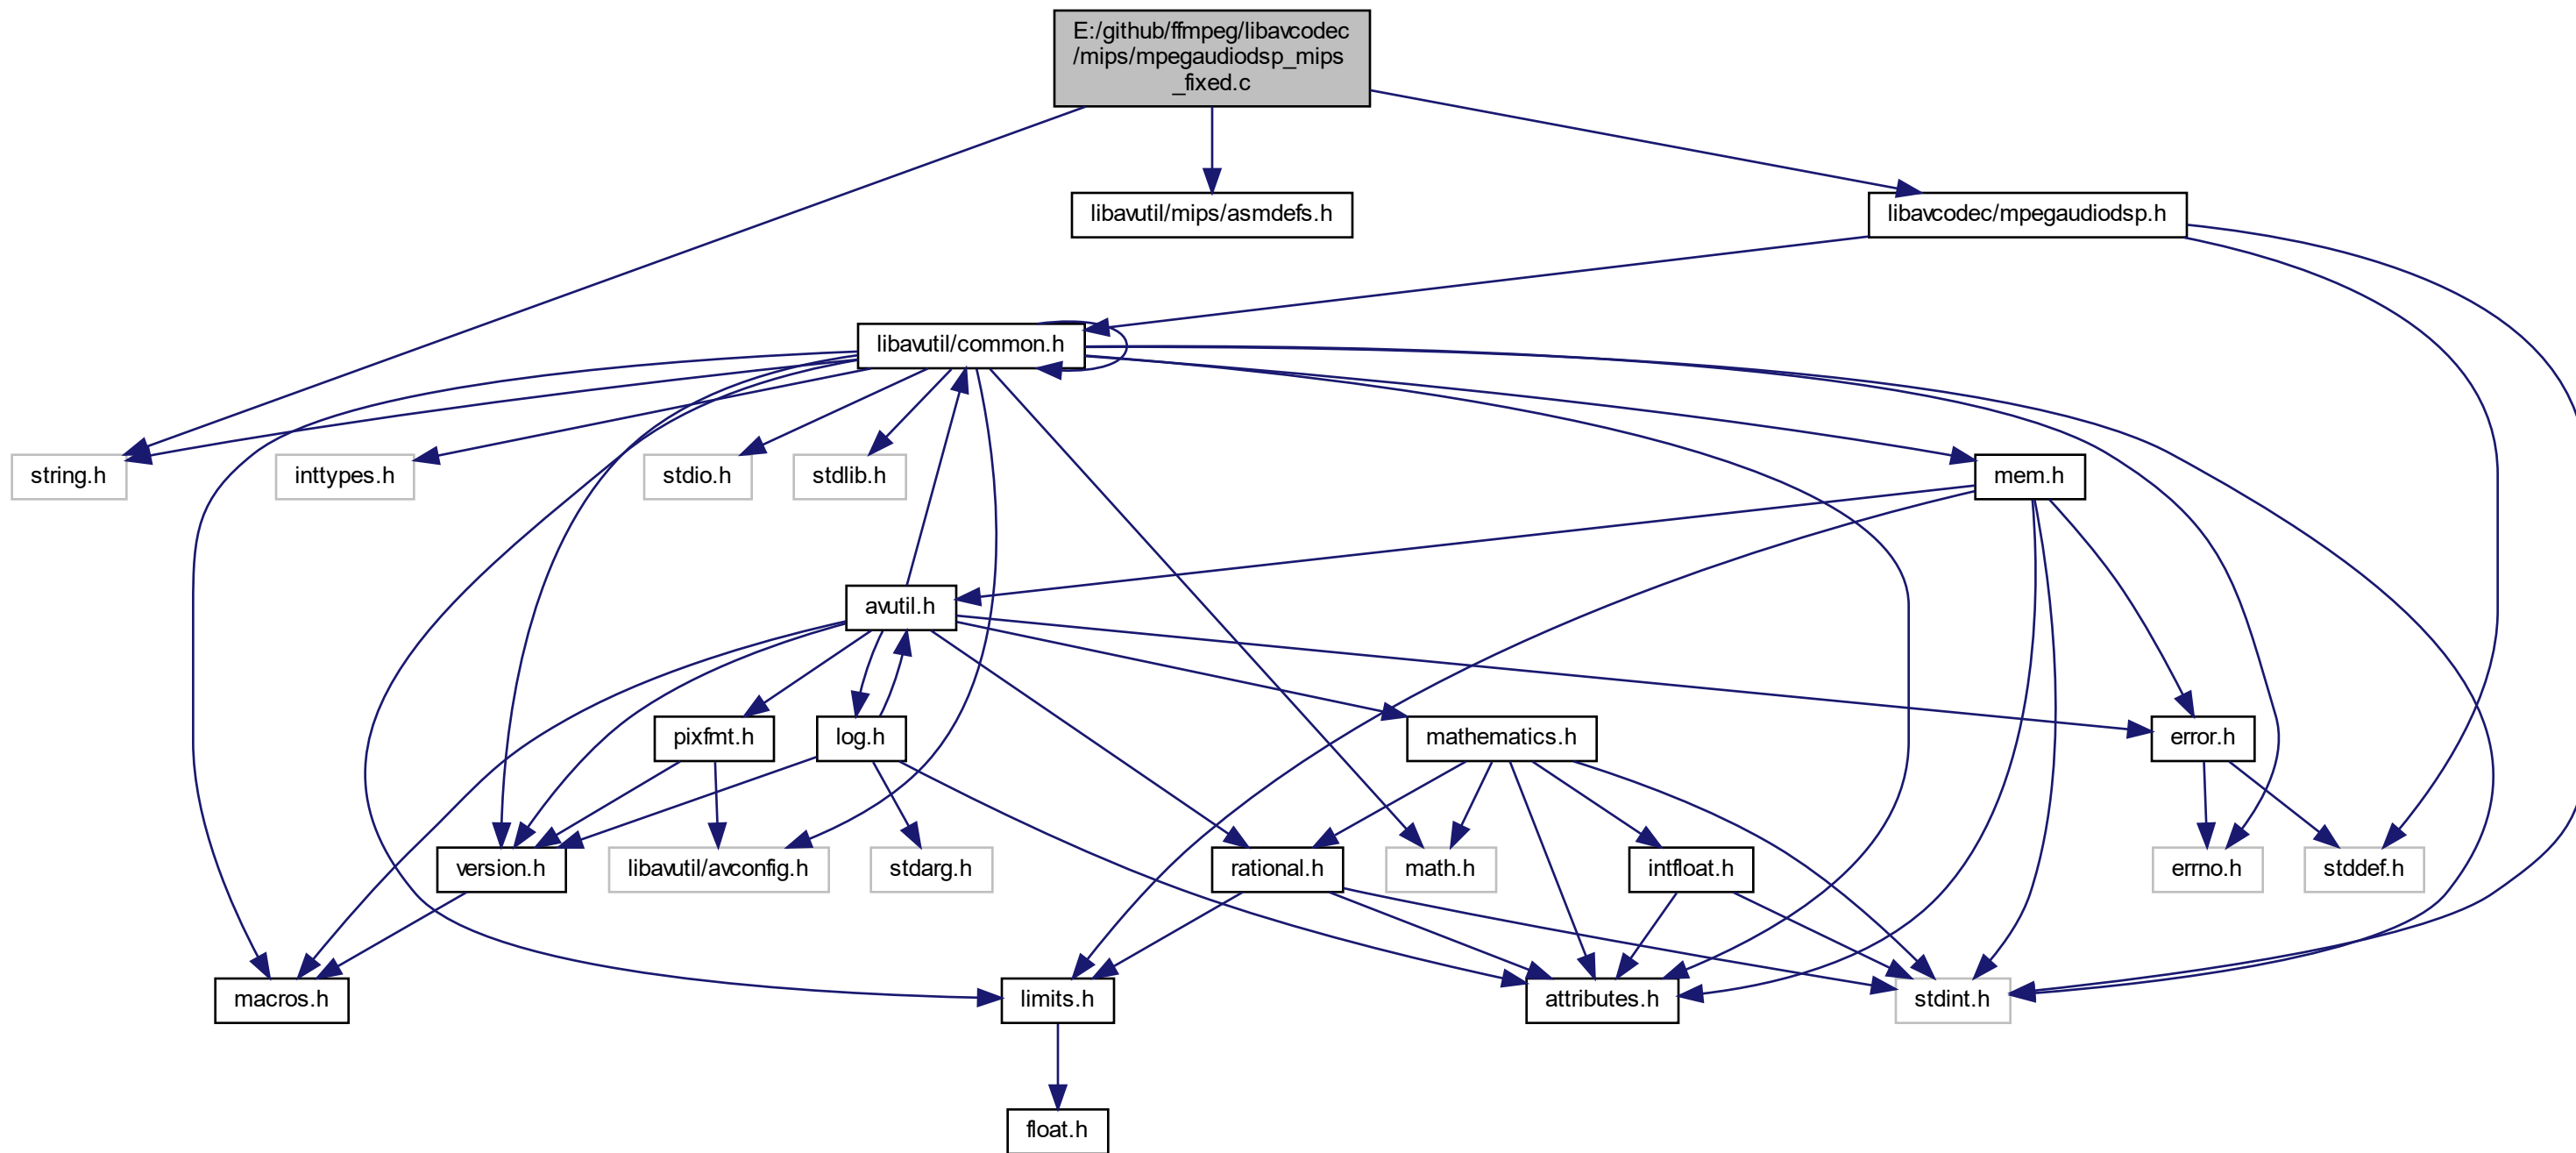 E:/github/ffmpeg/libavcodec
/mips/mpegaudiodsp_mips
_fixed.c
libavutil/mips/asmdefs.h
libavcodec/mpegaudiodsp.h
libavutil/common.h
string.h
inttypes.h
stdio.h
stdlib.h
mem.h
avutil.h
pixfmt.h
log.h
mathematics.h
error.h
version.h
libavutil/avconfig.h
stdarg.h
rational.h
math.h
intfloat.h
errno.h
stddef.h
macros.h
limits.h
attributes.h
stdint.h
float.h